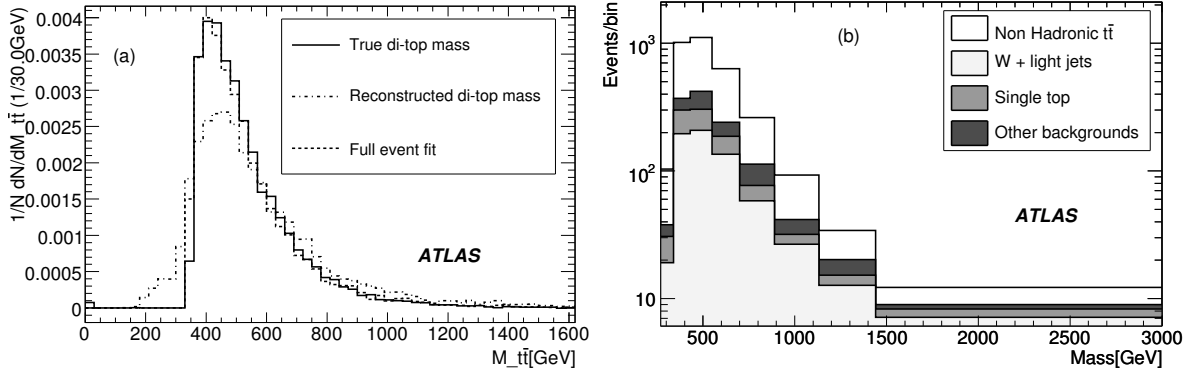 1/N dN/dM_tt̄ (1/30.0GeV)
0.004
0.0035
0.003
0.0025
0.002
0.0015
0.001
0.0005
0
(a)
True di-top mass
Reconstructed di-top mass
Full event fit
ATLAS
0 200 400 600 800 1000 1200 1400 1600
M_tt̄[GeV]
Events/bin
10³
10²
10
(b)
Non Hadronic tt̄
W + light jets
Single top
Other backgrounds
ATLAS
500 1000 1500 2000 2500 3000
Mass[GeV]